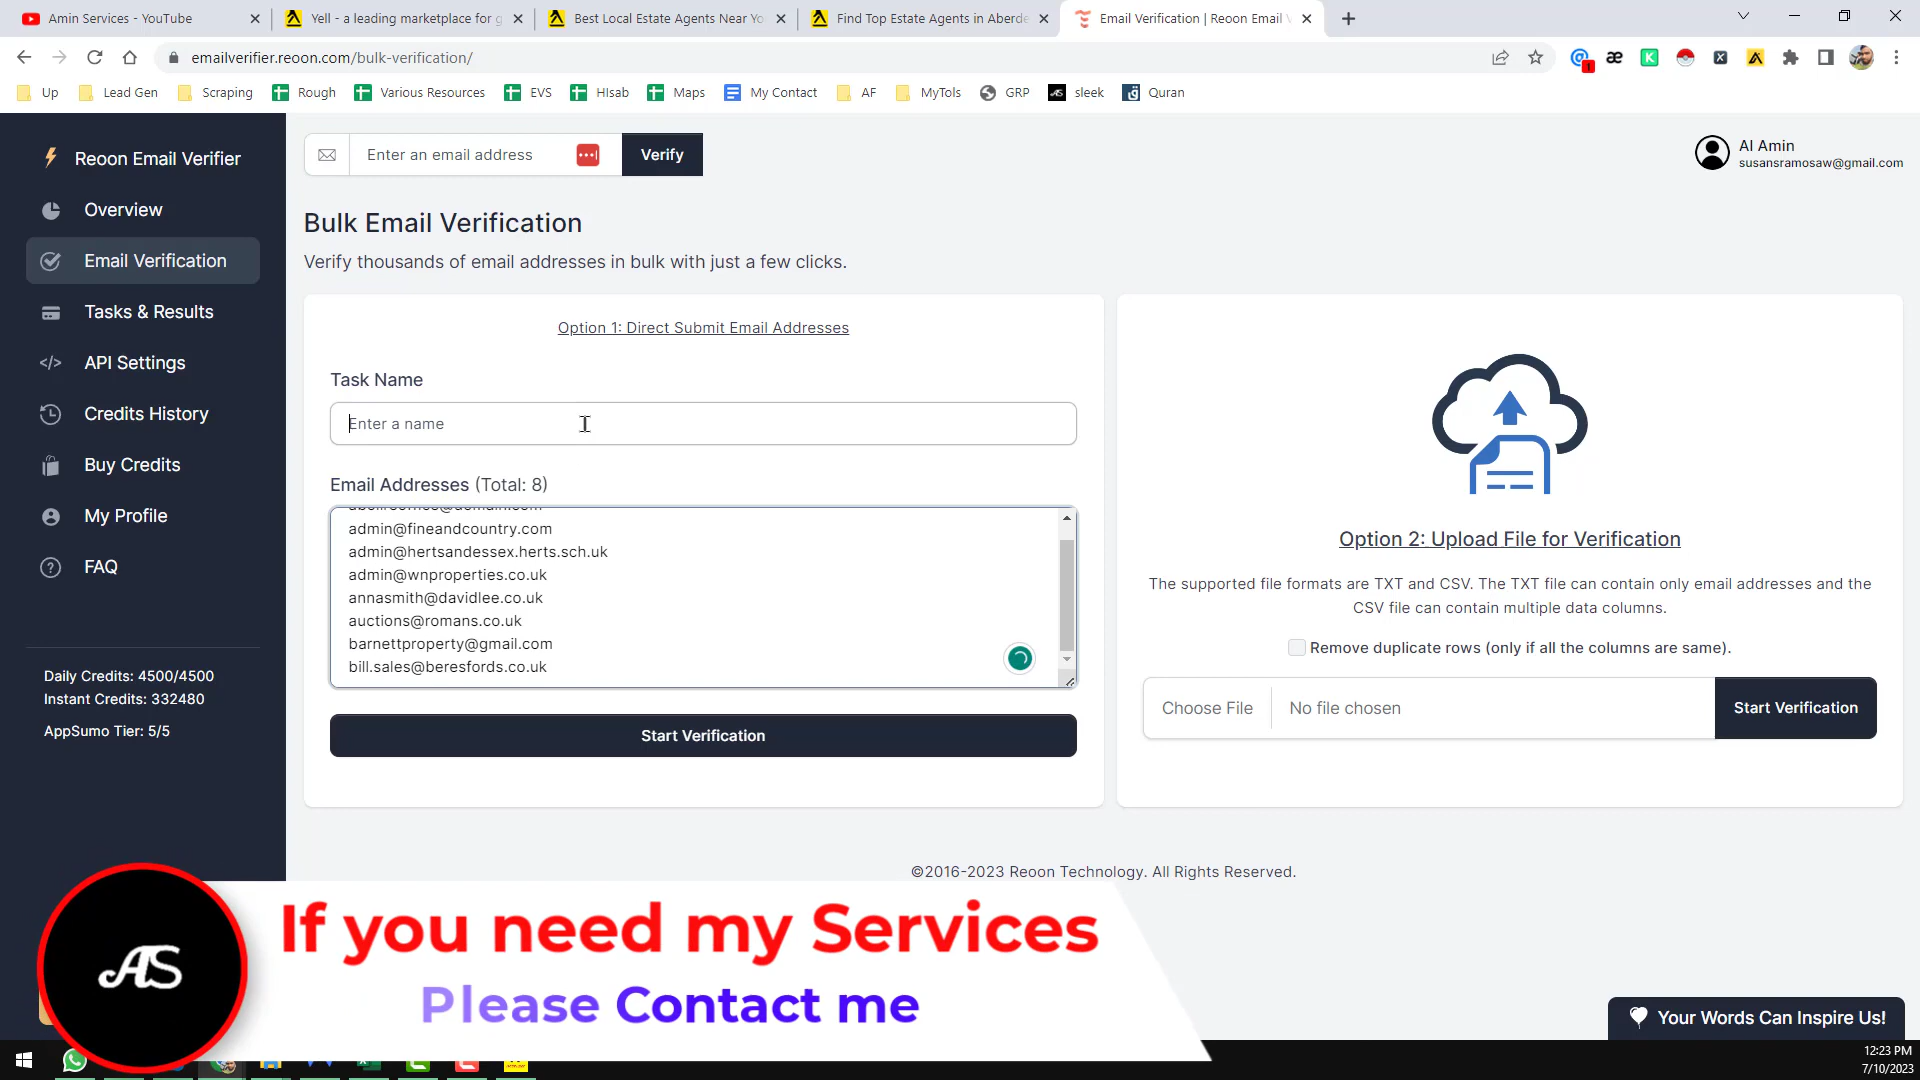 Amin Services - YouTube
Yell - a leading marketplace for g
Best Local Estate Agents Near Yo
Find Top Estate Agents in Aberde
Email Verification | Reoon Email V
emailverifier.reoon.com/bulk-verification/
Up
Lead Gen
Scraping
Rough
Various Resources
EVS
HIsab
Maps
My Contact
AF
MyTols
GRP
sleek
Quran
Reoon Email Verifier
Overview
Email Verification
Tasks & Results
API Settings
Credits History
Buy Credits
My Profile
FAQ
Daily Credits: 4500/4500
Instant Credits: 332480
AppSumo Tier: 5/5
Enter an email address
Verify
Al Amin
susansramosaw@gmail.com
Bulk Email Verification
Verify thousands of email addresses in bulk with just a few clicks.
Option 1: Direct Submit Email Addresses
Task Name
Enter a name
Email Addresses (Total: 8)
admin@fineandcountry.com
admin@hertsandessex.herts.sch.uk
admin@wnproperties.co.uk
annasmith@davidlee.co.uk
auctions@romans.co.uk
barnettproperty@gmail.com
bill.sales@beresfords.co.uk
Start Verification
Option 2: Upload File for Verification
The supported file formats are TXT and CSV. The TXT file can contain only email addresses and the
CSV file can contain multiple data columns.
Remove duplicate rows (only if all the columns are same).
Choose File
No file chosen
Start Verification
©2016-2023 Reoon Technology. All Rights Reserved.
AS
If you need my Services
Please Contact me
Your Words Can Inspire Us!
12:23 PM
7/10/2023